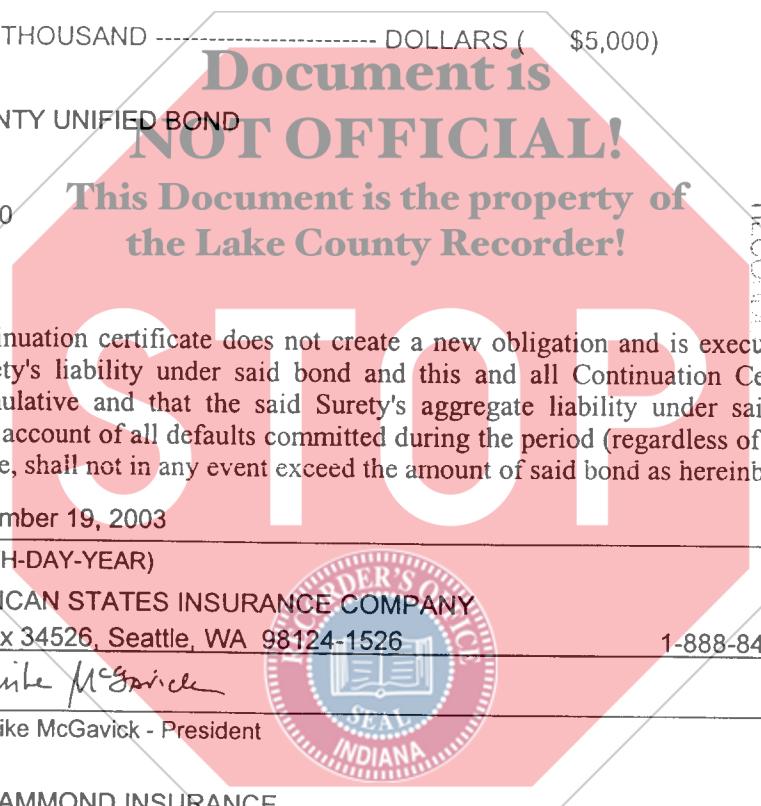 THOUSAND ---------------------- DOLLARS ( $5,000)
Document is
NTY UNIFIED BOND
NOT OFFICIAL!
This Document is the property of
0
the Lake County Recorder!
STOP
inuation certificate does not create a new obligation and is execu
ety's liability under said bond and this and all Continuation Ce
nulative and that the said Surety's aggregate liability under sai
account of all defaults committed during the period (regardless of
e, shall not in any event exceed the amount of said bond as hereinb
mber 19, 2003
H-DAY-YEAR)
ICAN STATES INSURANCE COMPANY
x 34526, Seattle, WA 98124-1526 1-888-84
ike McGavick
ike McGavick - President
RECORDER'S OFFICE
SEAL
INDIANA
AMMOND INSURANCE